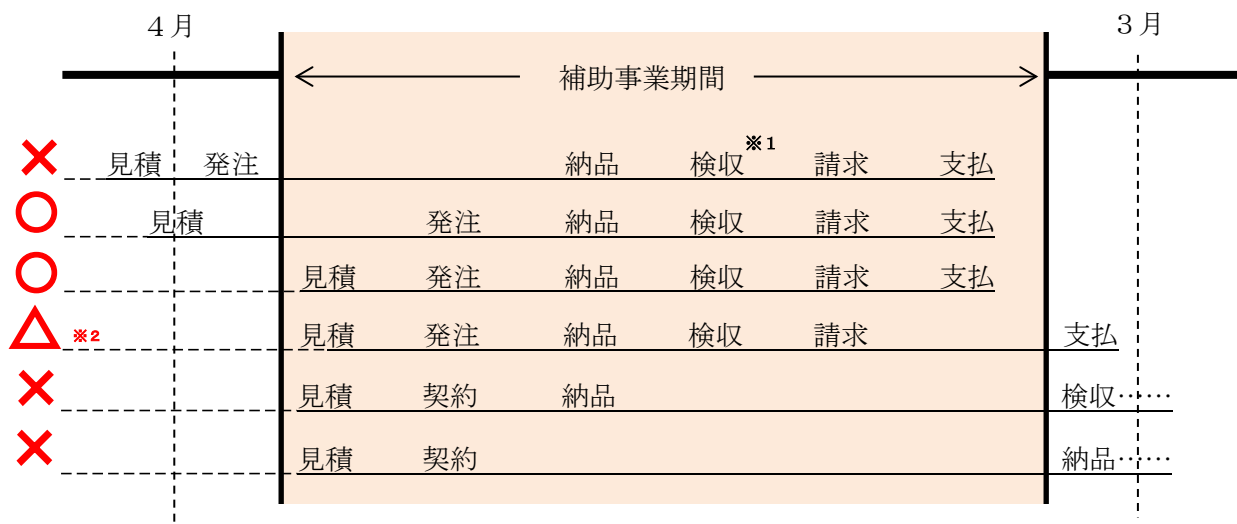 ４月
３月
補助事業期間
× 見積 発注 納品 検収※1 請求 支払
○ 見積 発注 納品 検収 請求 支払
○ 見積 発注 納品 検収 請求 支払
△ ※2 見積 発注 納品 検収 請求 支払
× 見積 契約 納品 検収……
× 見積 契約 納品……